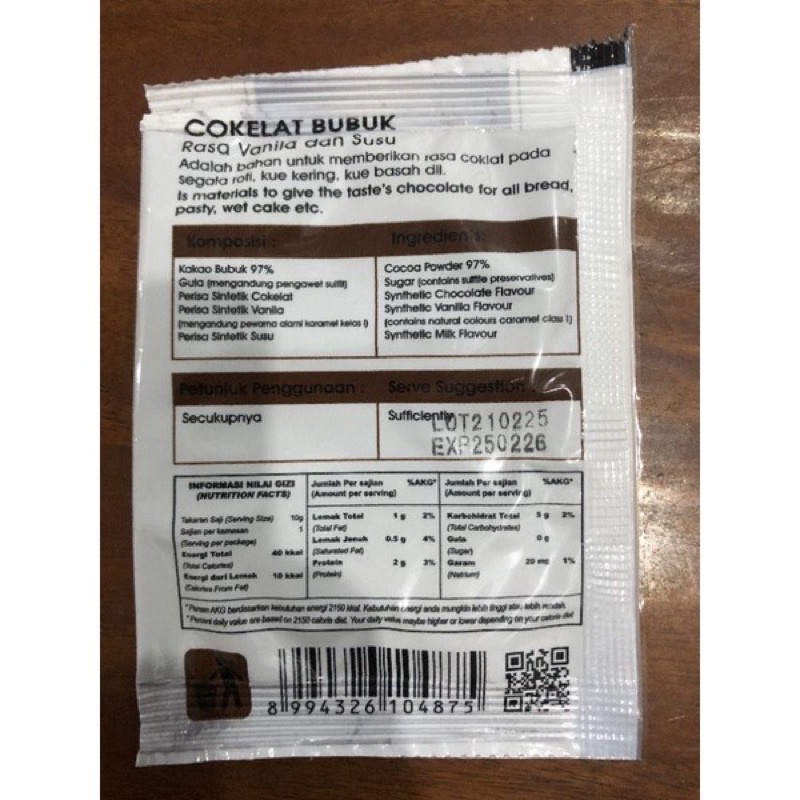 COKELAT BUBUK
Rasa Vanila dan Susu
Adalah bahan untuk memberikan rasa coklat pada
segala roti, kue kering, kue basah dll.
Is materials to give the taste's chocolate for all bread,
pasty, wet cake etc.
Komposisi :
Kakao Bubuk 97%
Gula (mengandung pengawet sulfit)
Perisa Sintetik Cokelat
Perisa Sintetik Vanila
(mengandung pewarna alami karamel kelas I)
Perisa Sintetik Susu
Ingredients:
Cocoa Powder 97%
Sugar (contains sulfite preservatives)
Synthetic Chocolate Flavour
Synthetic Vanilla Flavour
(contains natural colours caramel class I)
Synthetic Milk Flavour
Petunjuk Penggunaan :
Secukupnya
Serve Suggestion :
Sufficiently
LOT210225
EXP250226
INFORMASI NILAI GIZI
(NUTRITION FACTS)
Takaran Saji (Serving Size) 10g
Sajian per kemasan 1
(Serving per package)
Energi Total 40 kkal
(Total Calories)
Energi dari Lemak 10 kkal
(Calories From Fat)
Jumlah Per sajian %AKG*
(Amount per serving)
Lemak Total 1 g 2%
(Total Fat)
Lemak Jenuh 0.5 g 4%
(Saturated Fat)
Protein 2 g 3%
(Protein)
Jumlah Per sajian %AKG*
(Amount per serving)
Karbohidrat Total 5 g 2%
(Total Carbohydrates)
Gula 0 g
(Sugar)
Garam 20 mg 1%
(Natrium)
*Persen AKG berdasarkan kebutuhan energi 2150 kkal. Kebutuhan energi anda mungkin lebih tinggi atau lebih rendah
*Percent daily value are based on 2150 calorie diet. Your daily value maybe higher or lower depending on your calorie diet
8 994326 104875